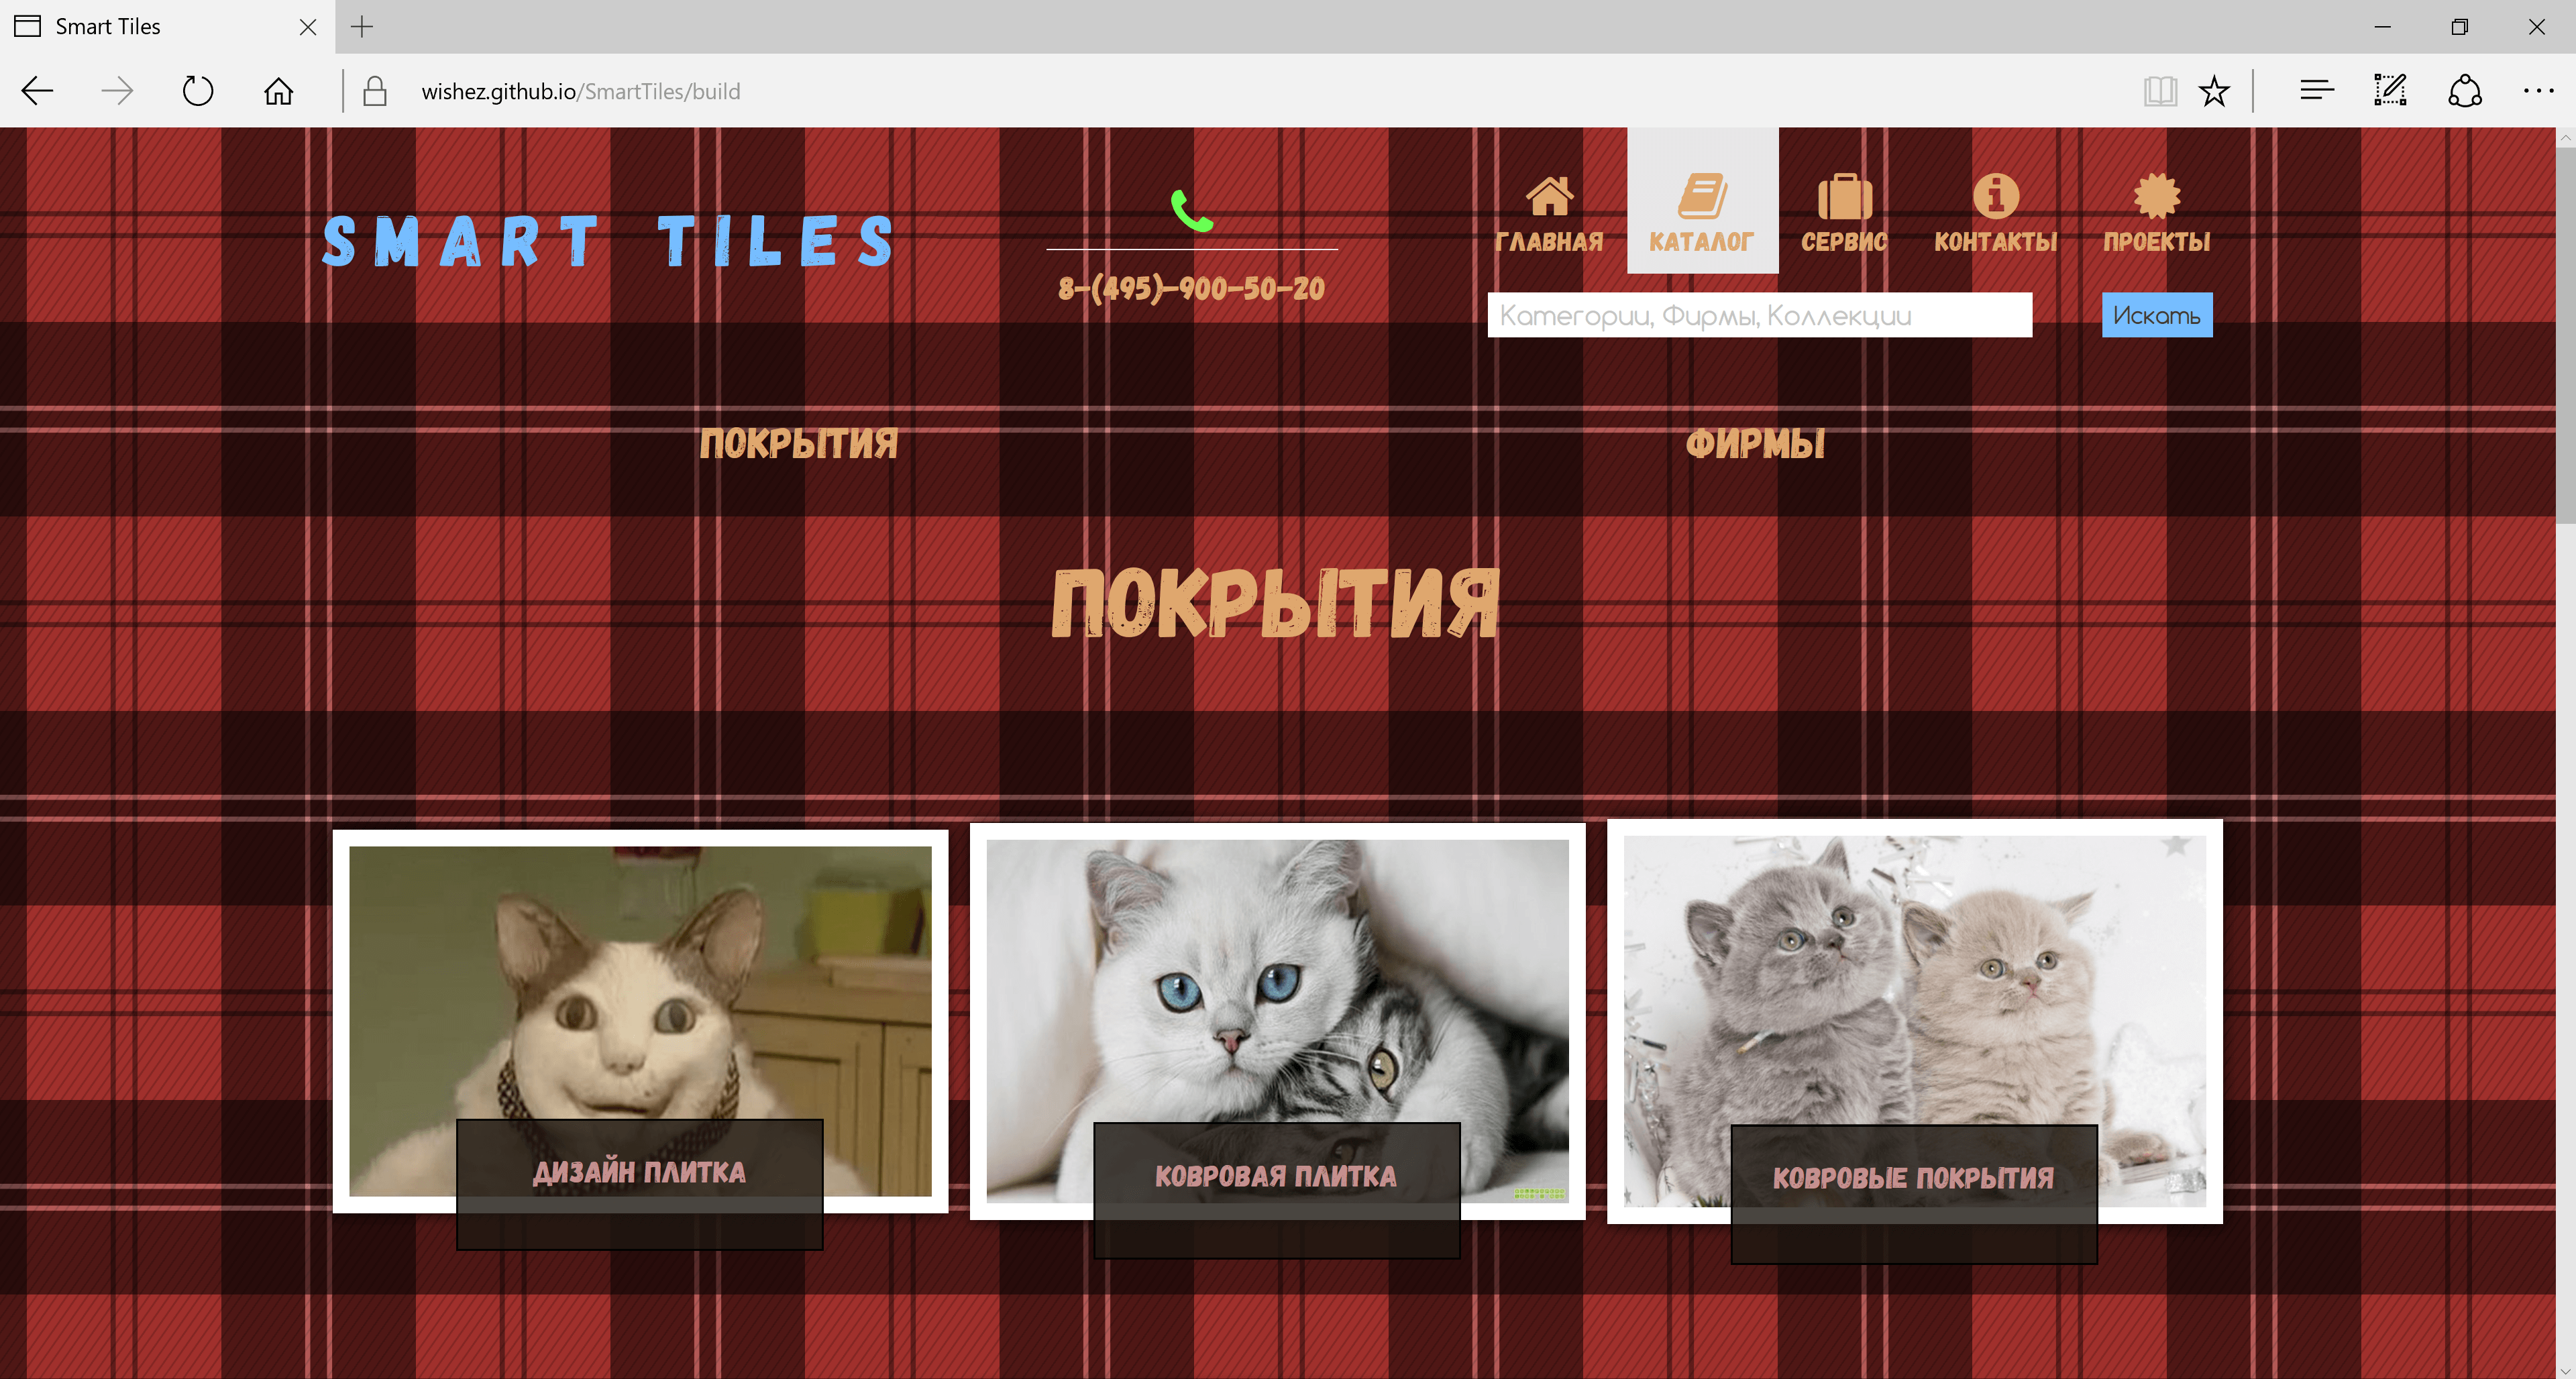 Smart Tiles
wishez.github.io/SmartTiles/build
SMART TILES
8-(495)-900-50-20
ГЛАВНАЯ
КАТАЛОГ
СЕРВИС
КОНТАКТЫ
ПРОЕКТЫ
Категории, Фирмы, Коллекции
Искать
ПОКРЫТИЯ
ФИРМЫ
ПОКРЫТИЯ
ДИЗАЙН ПЛИТКА
КОВРОВАЯ ПЛИТКА
КОВРОВЫЕ ПОКРЫТИЯ